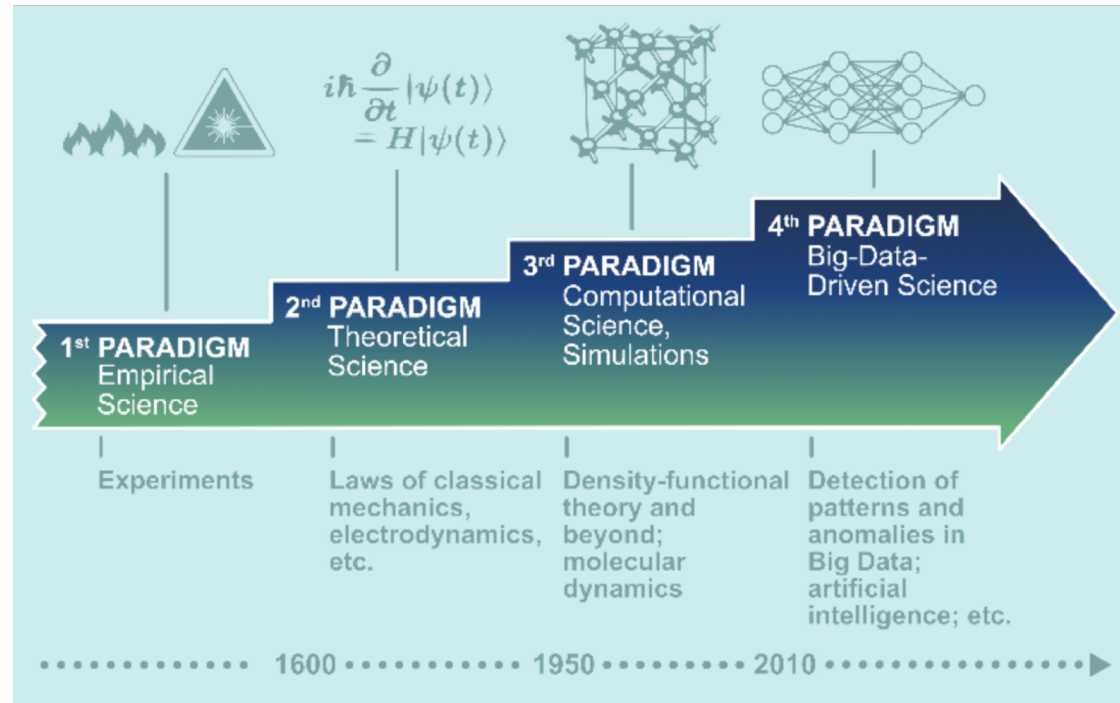 iħ ∂/∂t |ψ(t)⟩
= H|ψ(t)⟩
1st PARADIGM
Empirical
Science
2nd PARADIGM
Theoretical
Science
3rd PARADIGM
Computational
Science,
Simulations
4th PARADIGM
Big-Data-
Driven Science
Experiments
Laws of classical
mechanics,
electrodynamics,
etc.
Density-functional
theory and
beyond;
molecular
dynamics
Detection of
patterns and
anomalies in
Big Data;
artificial
intelligence; etc.
1600
1950
2010